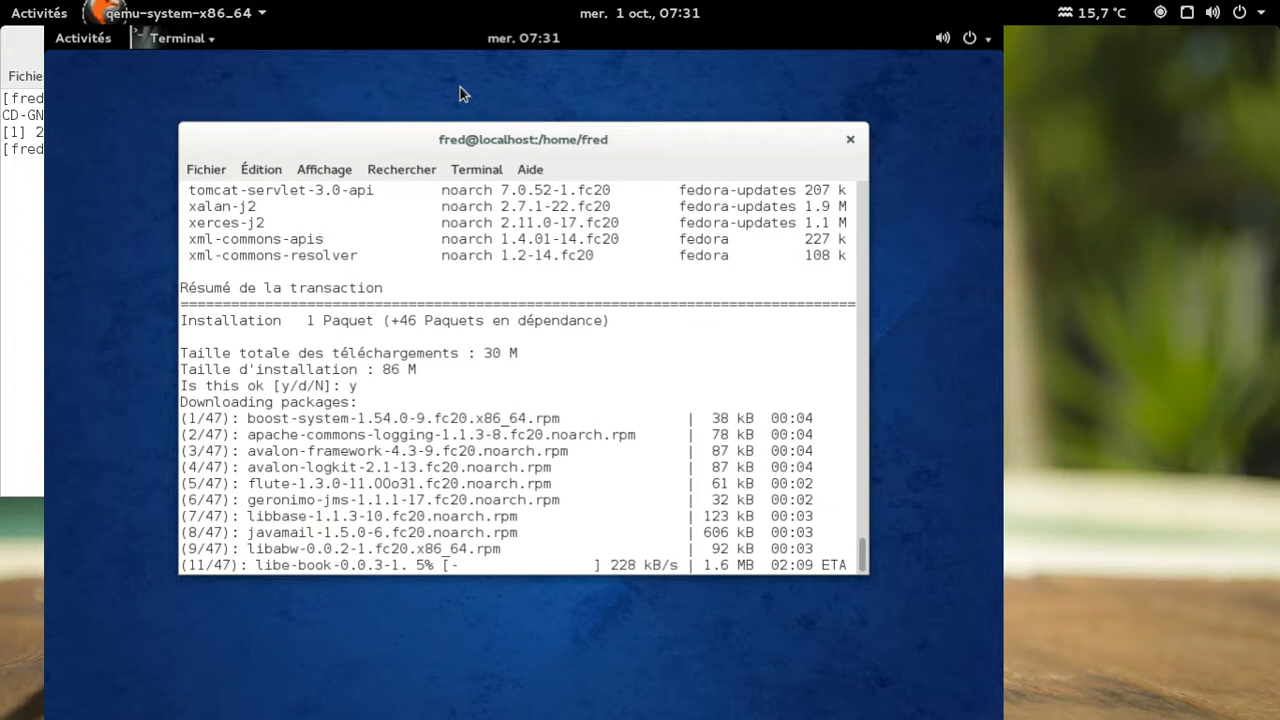 Activités qemu-system-x86_64 mer. 1 oct., 07:31 15,7 °C
Activités Terminal mer. 07:31
Fichie
[fred
CD-GN
[1] 2
[fred
fred@localhost:/home/fred
Fichier Édition Affichage Rechercher Terminal Aide
tomcat-servlet-3.0-api noarch 7.0.52-1.fc20 fedora-updates 207 k
xalan-j2 noarch 2.7.1-22.fc20 fedora-updates 1.9 M
xerces-j2 noarch 2.11.0-17.fc20 fedora-updates 1.1 M
xml-commons-apis noarch 1.4.01-14.fc20 fedora 227 k
xml-commons-resolver noarch 1.2-14.fc20 fedora 108 k
Résumé de la transaction
================================================================================
Installation 1 Paquet (+46 Paquets en dépendance)
Taille totale des téléchargements : 30 M
Taille d'installation : 86 M
Is this ok [y/d/N]: y
Downloading packages:
(1/47): boost-system-1.54.0-9.fc20.x86_64.rpm | 38 kB 00:04
(2/47): apache-commons-logging-1.1.3-8.fc20.noarch.rpm | 78 kB 00:04
(3/47): avalon-framework-4.3-9.fc20.noarch.rpm | 87 kB 00:04
(4/47): avalon-logkit-2.1-13.fc20.noarch.rpm | 87 kB 00:04
(5/47): flute-1.3.0-11.OOo31.fc20.noarch.rpm | 61 kB 00:02
(6/47): geronimo-jms-1.1.1-17.fc20.noarch.rpm | 32 kB 00:02
(7/47): libbase-1.1.3-10.fc20.noarch.rpm | 123 kB 00:03
(8/47): javamail-1.5.0-6.fc20.noarch.rpm | 606 kB 00:03
(9/47): libabw-0.0.2-1.fc20.x86_64.rpm | 92 kB 00:03
(11/47): libe-book-0.0.3-1. 5% [- ] 228 kB/s | 1.6 MB 02:09 ETA